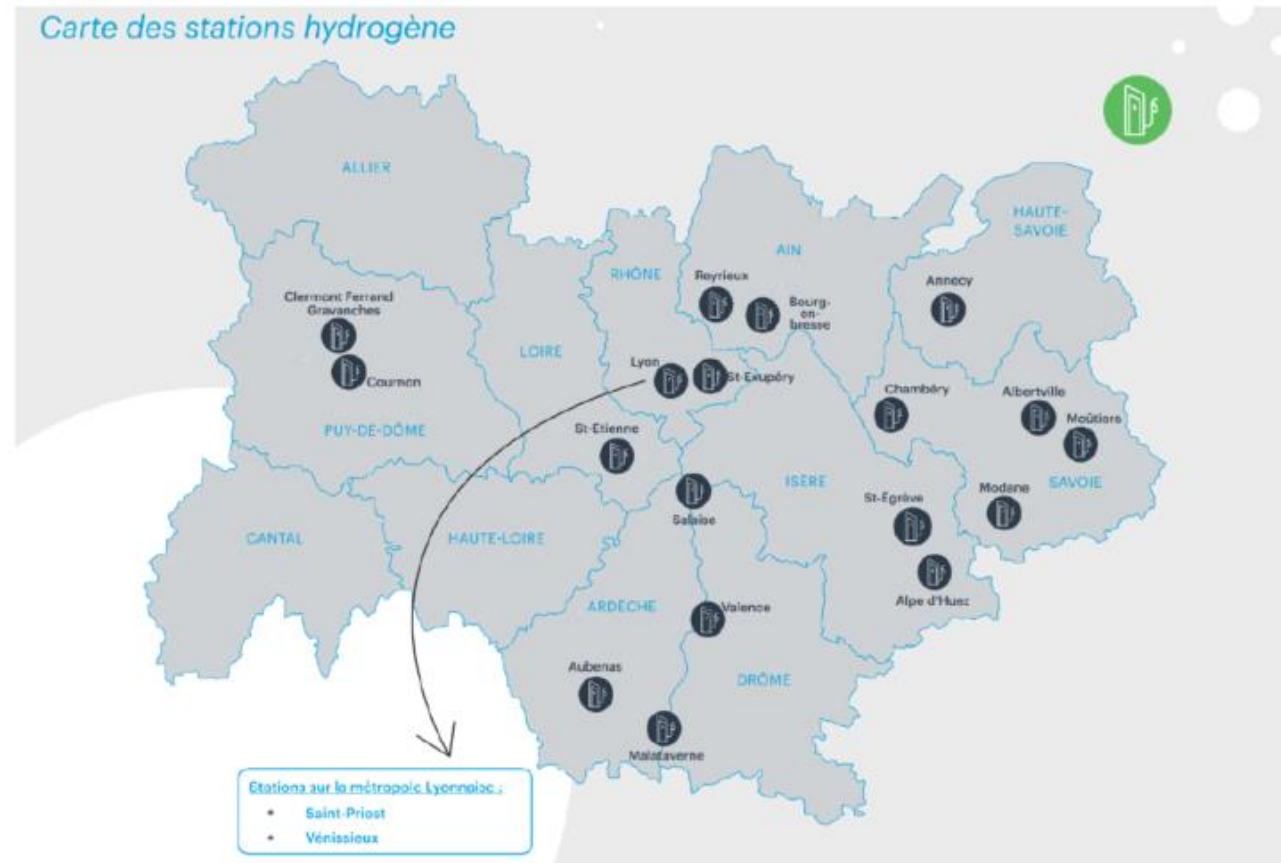 Carte des stations hydrogène
ALLIER
HAUTE-
SAVOIE
AIN
RHÔNE
Reyrieux
Annecy
Bourg-
en-
bresse
Clermont Ferrand
Gravanches
LOIRE
Lyon
St-Exupéry
Cournon
Chambéry
Albertville
Moûtiers
PUY-DE-DÔME
St-Etienne
ISÈRE
SAVOIE
Modane
St-Égrève
Salaise
CANTAL
HAUTE-LOIRE
Alpe d'Huez
ARDÈCHE
Valence
Aubenas
DRÔME
Malataverne
Stations sur la métropole Lyonnaise :
• Saint-Priest
• Vénissieux